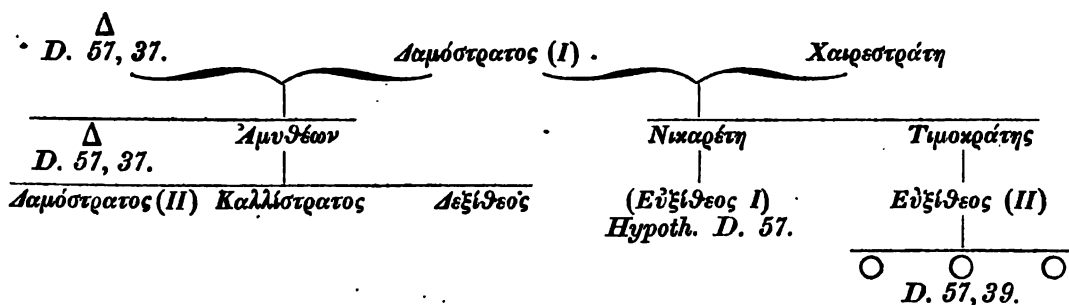 Δ
D. 57, 37. Δαμόστρατος (I) . Χαιρεστράτη
Δ Ἀμυθέων Νικαρέτη Τιμοκράτης
D. 57, 37.
Δαμόστρατος (II) Καλλίστρατος Δεξίθεος (Εὐξίθεος I) Εὐξίθεος (II)
Hypoth. D. 57.
D. 57, 39.